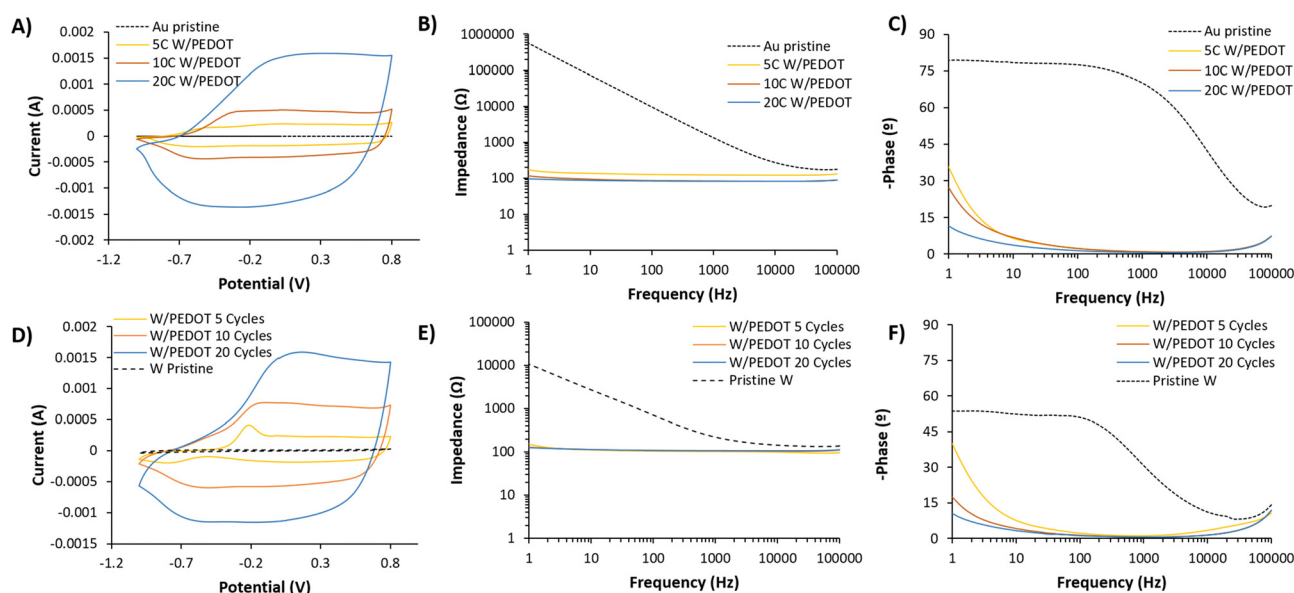 A)
Au pristine
5C W/PEDOT
10C W/PEDOT
20C W/PEDOT
0.002
0.0015
0.001
0.0005
0
-0.0005
-0.001
-0.0015
-0.002
Current (A)
-1.2 -0.7 -0.2 0.3 0.8
Potential (V)
B)
Au pristine
5C W/PEDOT
10C W/PEDOT
20C W/PEDOT
1000000
100000
10000
1000
100
10
1
Impedance (Ω)
1 10 100 1000 10000 100000
Frequency (Hz)
C)
Au pristine
5C W/PEDOT
10C W/PEDOT
20C W/PEDOT
90
75
60
45
30
15
0
-Phase (º)
1 10 100 1000 10000 100000
Frequency (Hz)
D)
W/PEDOT 5 Cycles
W/PEDOT 10 Cycles
W/PEDOT 20 Cycles
W Pristine
0.002
0.0015
0.001
0.0005
0
-0.0005
-0.001
-0.0015
Current (A)
-1.2 -0.7 -0.2 0.3 0.8
Potential (V)
E)
W/PEDOT 5 Cycles
W/PEDOT 10 Cycles
W/PEDOT 20 Cycles
Pristine W
100000
10000
1000
100
10
1
Impedance (Ω)
1 10 100 1000 10000 100000
Frequency (Hz)
F)
W/PEDOT 5 Cycles
W/PEDOT 10 Cycles
W/PEDOT 20 Cycles
Pristine W
90
75
60
45
30
15
0
-Phase (º)
1 10 100 1000 10000 100000
Frequency (Hz)